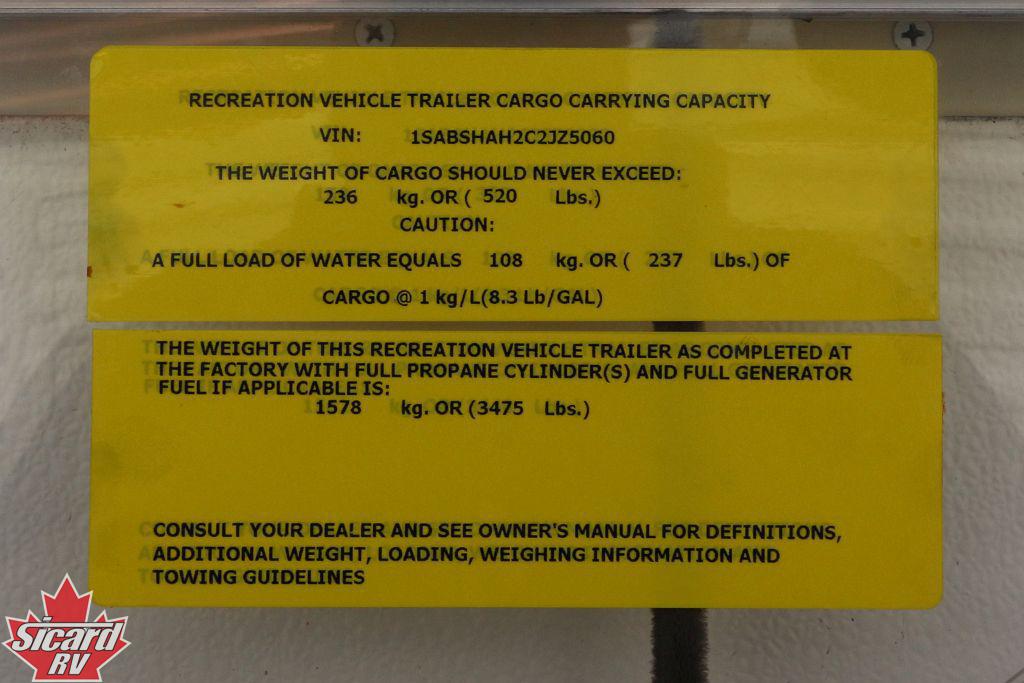 RECREATION VEHICLE TRAILER CARGO CARRYING CAPACITY
VIN: 1SABSHAH2C2JZ5060
THE WEIGHT OF CARGO SHOULD NEVER EXCEED:
236 kg. OR ( 520 Lbs.)
CAUTION:
A FULL LOAD OF WATER EQUALS 108 kg. OR ( 237 Lbs.) OF
CARGO @ 1 kg/L(8.3 Lb/GAL)
THE WEIGHT OF THIS RECREATION VEHICLE TRAILER AS COMPLETED AT
THE FACTORY WITH FULL PROPANE CYLINDER(S) AND FULL GENERATOR
FUEL IF APPLICABLE IS:
1578 kg. OR (3475 Lbs.)
CONSULT YOUR DEALER AND SEE OWNER'S MANUAL FOR DEFINITIONS,
ADDITIONAL WEIGHT, LOADING, WEIGHING INFORMATION AND
TOWING GUIDELINES
Sicard
RV